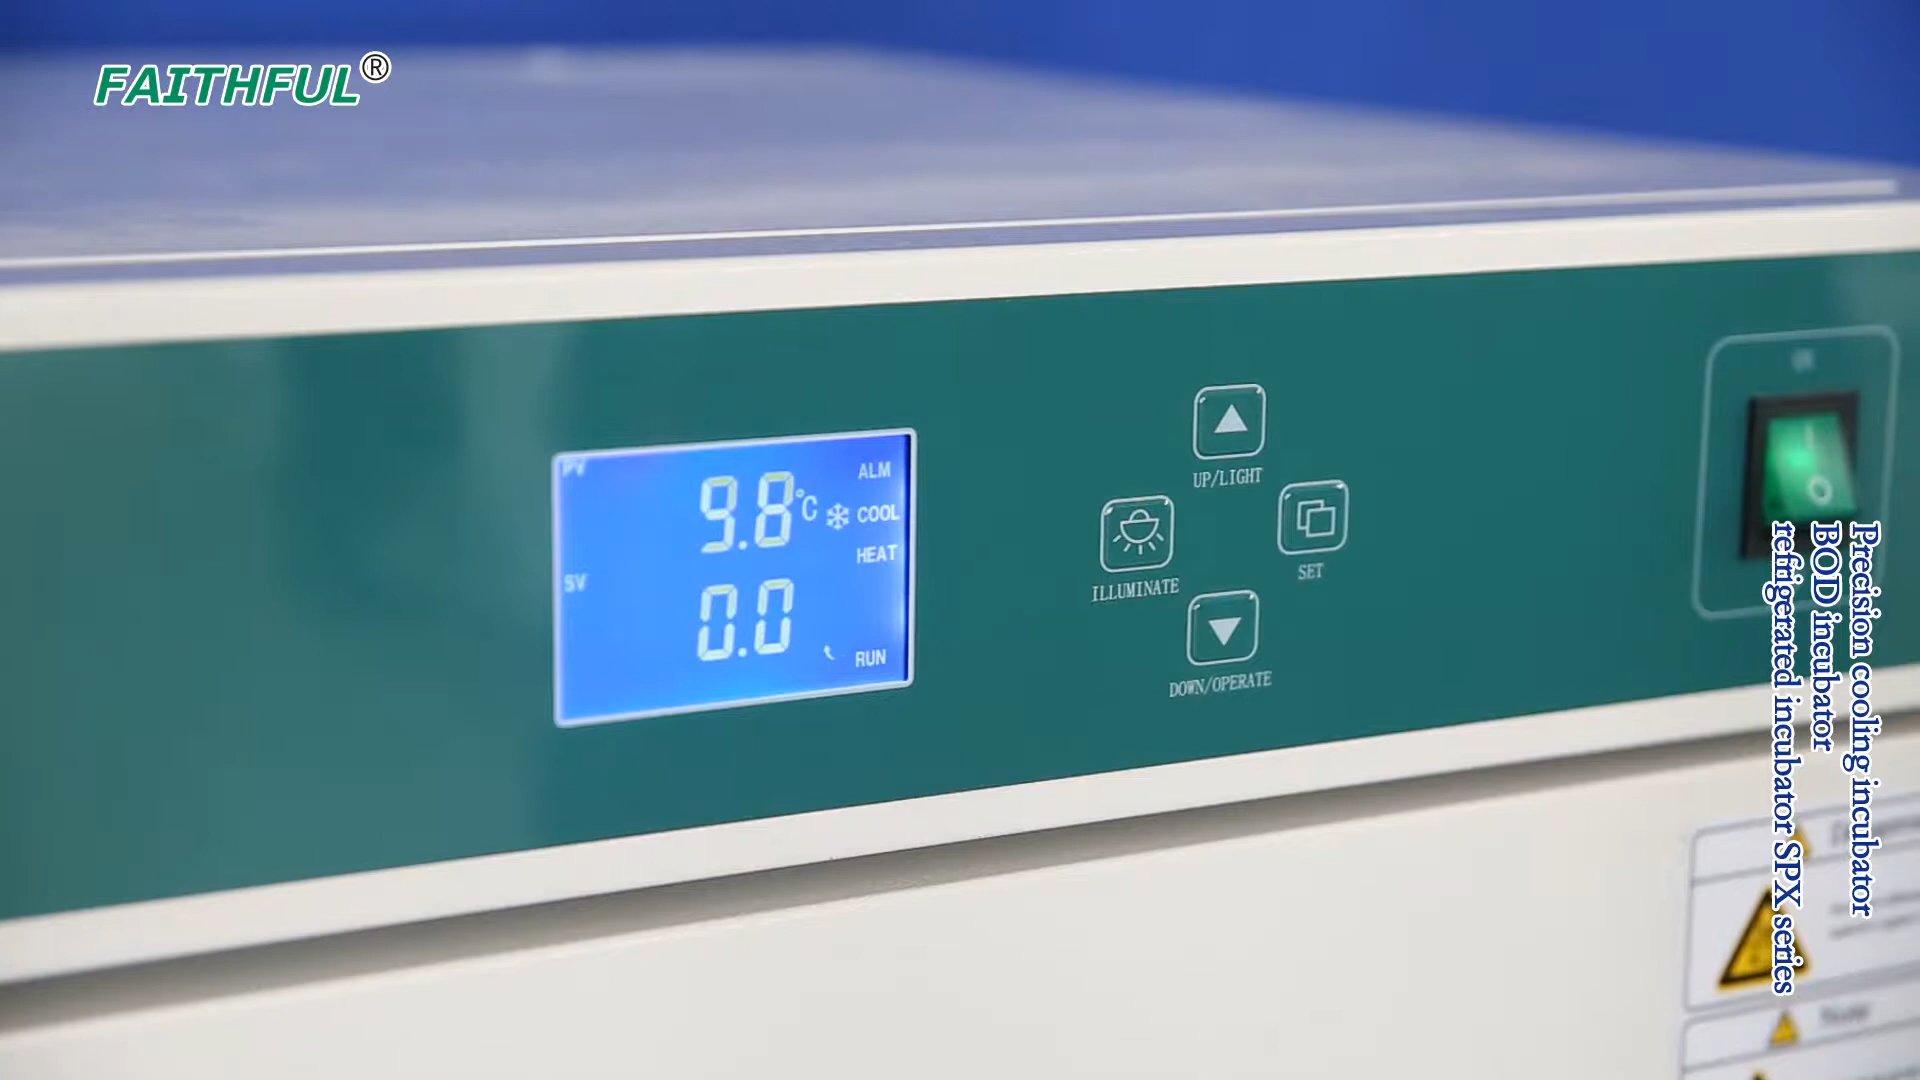 FAITHFUL®
PV
9.8°C
ALM
COOL
HEAT
SV
0.0
RUN
UP/LIGHT
ILLUMINATE
SET
DOWN/OPERATE
Precision cooling incubator
BOD incubator
refrigerated incubator SPX series